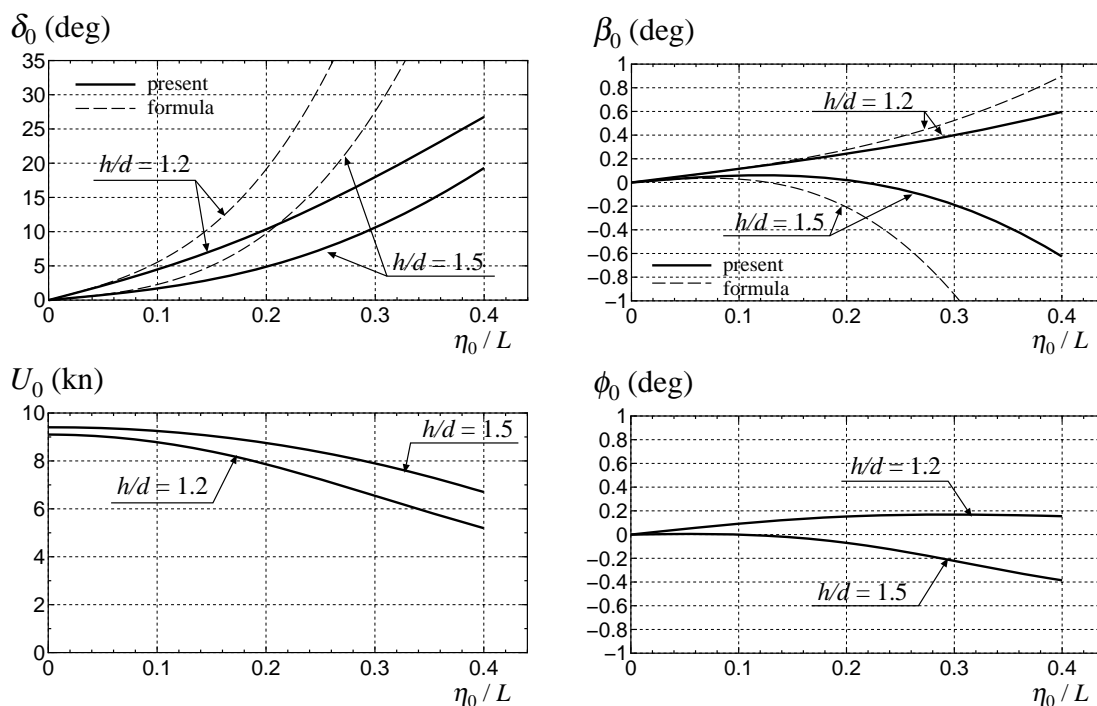 δ₀ (deg)
35
30
25
20
15
10
5
0
present
formula
h/d = 1.2
h/d = 1.5
0
0.1
0.2
0.3
0.4
η₀ / L
β₀ (deg)
1
0.8
0.6
0.4
0.2
0
−0.2
−0.4
−0.6
−0.8
−1
h/d = 1.2
h/d = 1.5
present
formula
0
0.1
0.2
0.3
0.4
η₀ / L
U₀ (kn)
10
8
6
4
2
0
h/d = 1.5
h/d = 1.2
0
0.1
0.2
0.3
0.4
η₀ / L
ϕ₀ (deg)
1
0.8
0.6
0.4
0.2
0
−0.2
−0.4
−0.6
−0.8
−1
h/d = 1.2
h/d = 1.5
0
0.1
0.2
0.3
0.4
η₀ / L